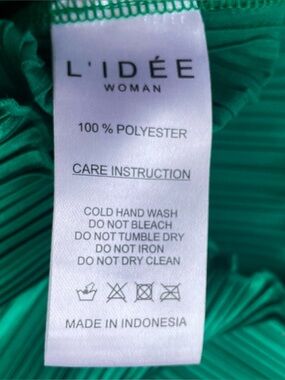 L'IDÉE
WOMAN
100 % POLYESTER
CARE INSTRUCTION
COLD HAND WASH
DO NOT BLEACH
DO NOT TUMBLE DRY
DO NOT IRON
DO NOT DRY CLEAN
MADE IN INDONESIA